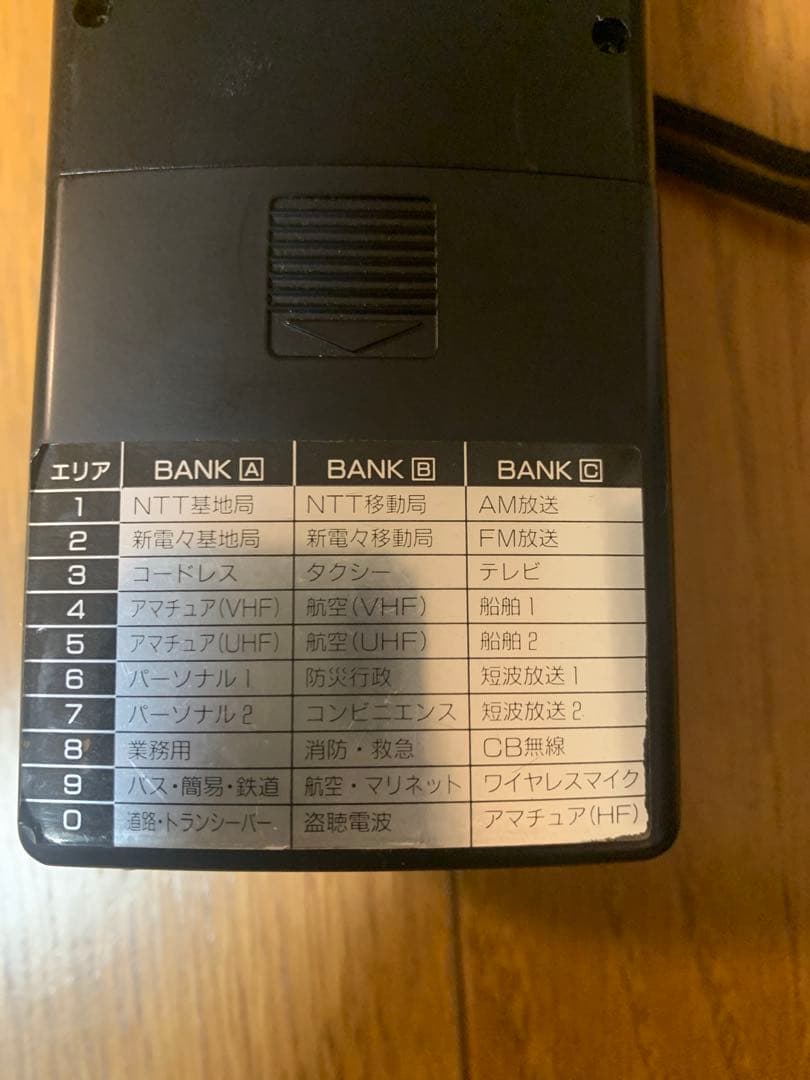 エリア BANK A BANK B BANK C
1 NTT基地局 NTT移動局 AM放送
2 新電々基地局 新電々移動局 FM放送
3 コードレス タクシー テレビ
4 アマチュア(VHF) 航空(VHF) 船舶1
5 アマチュア(UHF) 航空(UHF) 船舶2
6 パーソナル1 防災行政 短波放送1
7 パーソナル2 コンビニエンス 短波放送2
8 業務用 消防・救急 CB無線
9 バス・簡易・鉄道 航空・マリネット ワイヤレスマイク
0 道路・トランシーバー 盗聴電波 アマチュア(HF)